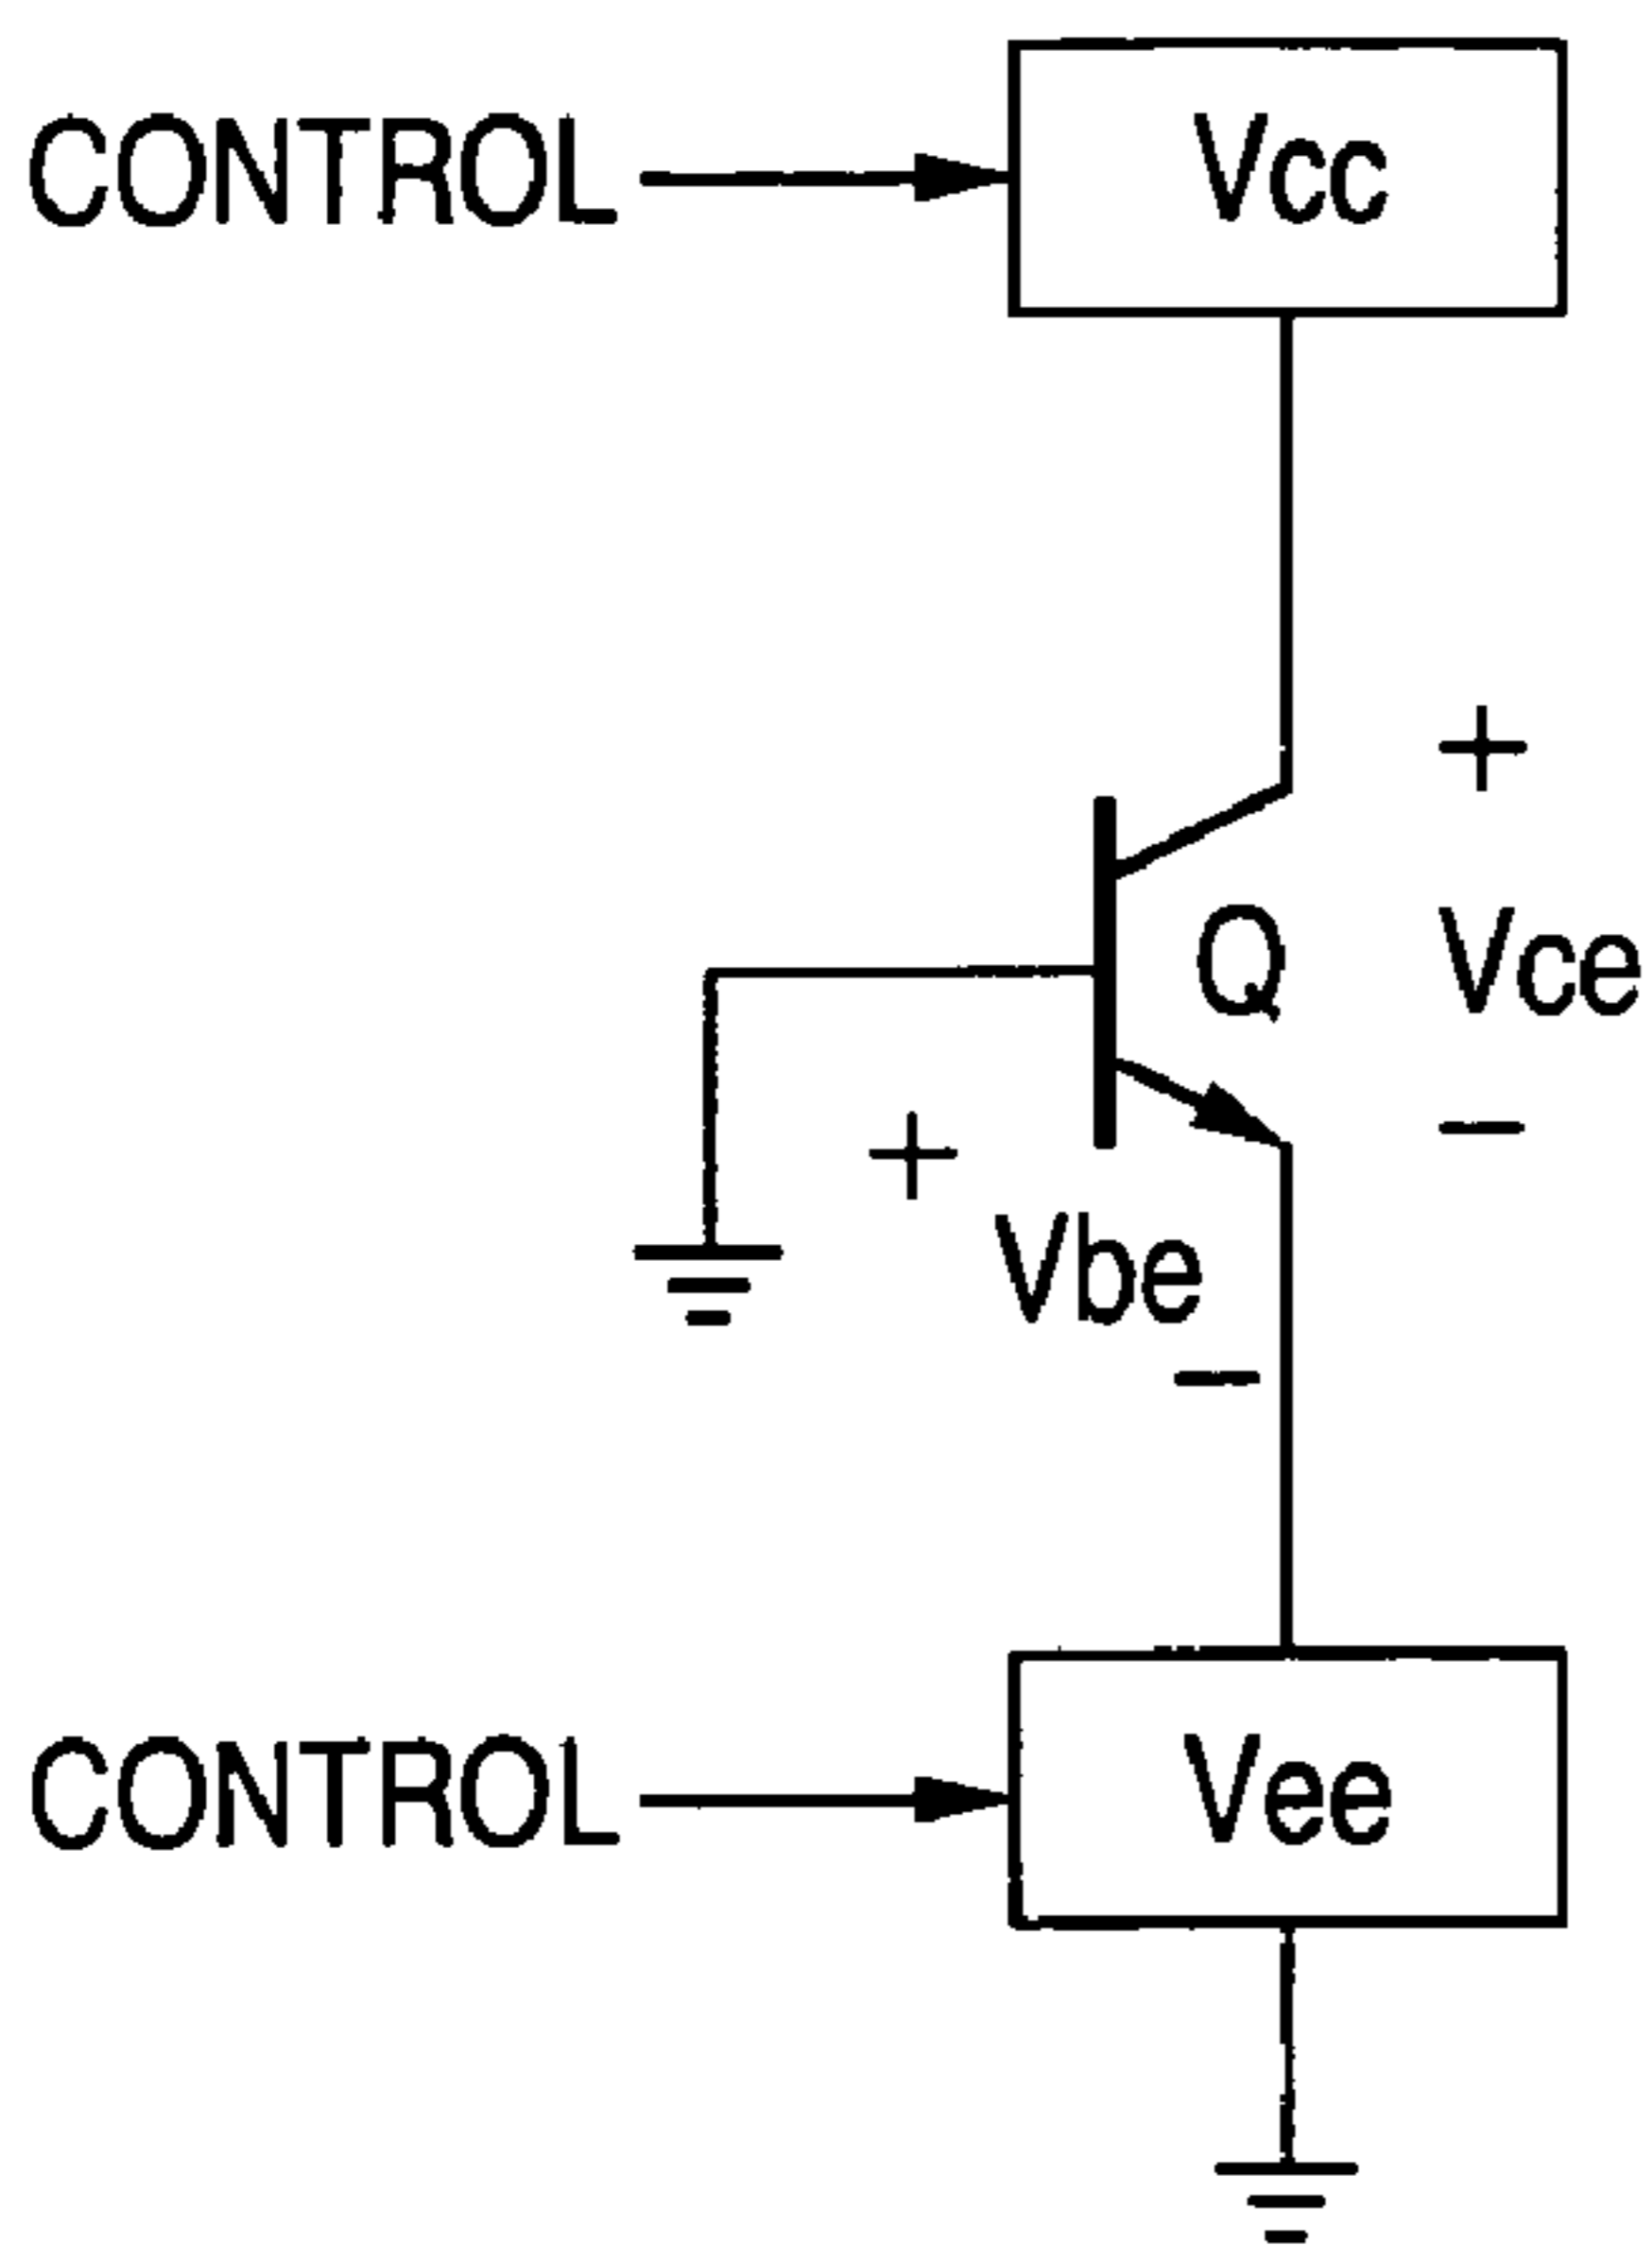 CONTROL
Vcc
+
Q
Vce
−
+
Vbe
−
CONTROL
Vee